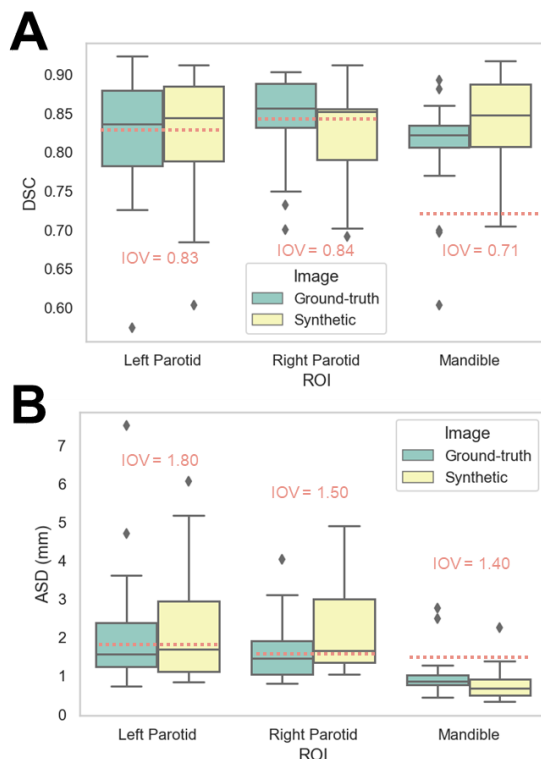 A
0.90
0.85
0.80
0.75
0.70
0.65
0.60
DSC
IOV = 0.83
IOV = 0.84
IOV = 0.71
Image
Ground-truth
Synthetic
Left Parotid
Right Parotid
Mandible
ROI
B
7
6
5
4
3
2
1
0
ASD (mm)
IOV = 1.80
IOV = 1.50
IOV = 1.40
Image
Ground-truth
Synthetic
Left Parotid
Right Parotid
Mandible
ROI